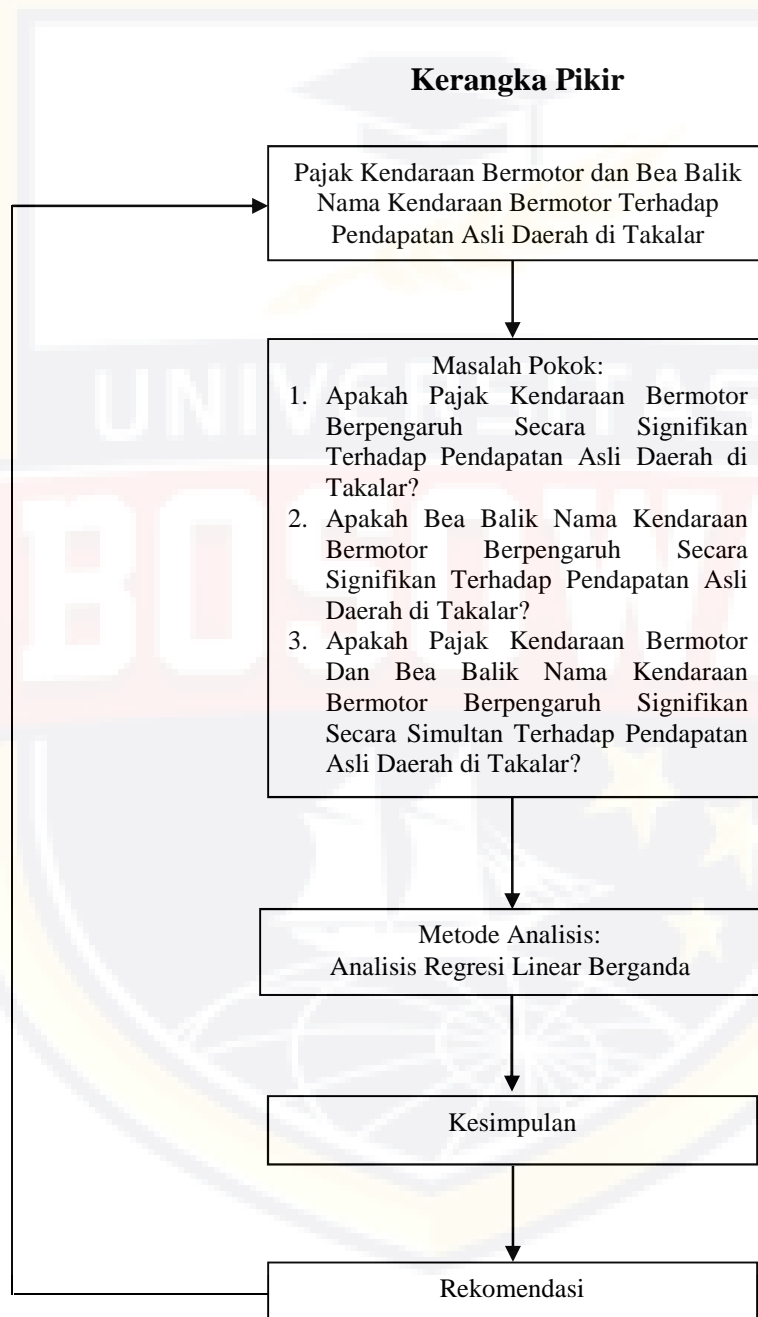 Kerangka Pikir
Pajak Kendaraan Bermotor dan Bea Balik
Nama Kendaraan Bermotor Terhadap
Pendapatan Asli Daerah di Takalar
UNIVERSITAS
BOSOWA
Masalah Pokok:
1. Apakah Pajak Kendaraan Bermotor
Berpengaruh Secara Signifikan
Terhadap Pendapatan Asli Daerah di
Takalar?
2. Apakah Bea Balik Nama Kendaraan
Bermotor Berpengaruh Secara
Signifikan Terhadap Pendapatan Asli
Daerah di Takalar?
3. Apakah Pajak Kendaraan Bermotor
Dan Bea Balik Nama Kendaraan
Bermotor Berpengaruh Signifikan
Secara Simultan Terhadap Pendapatan
Asli Daerah di Takalar?
Metode Analisis:
Analisis Regresi Linear Berganda
Kesimpulan
Rekomendasi